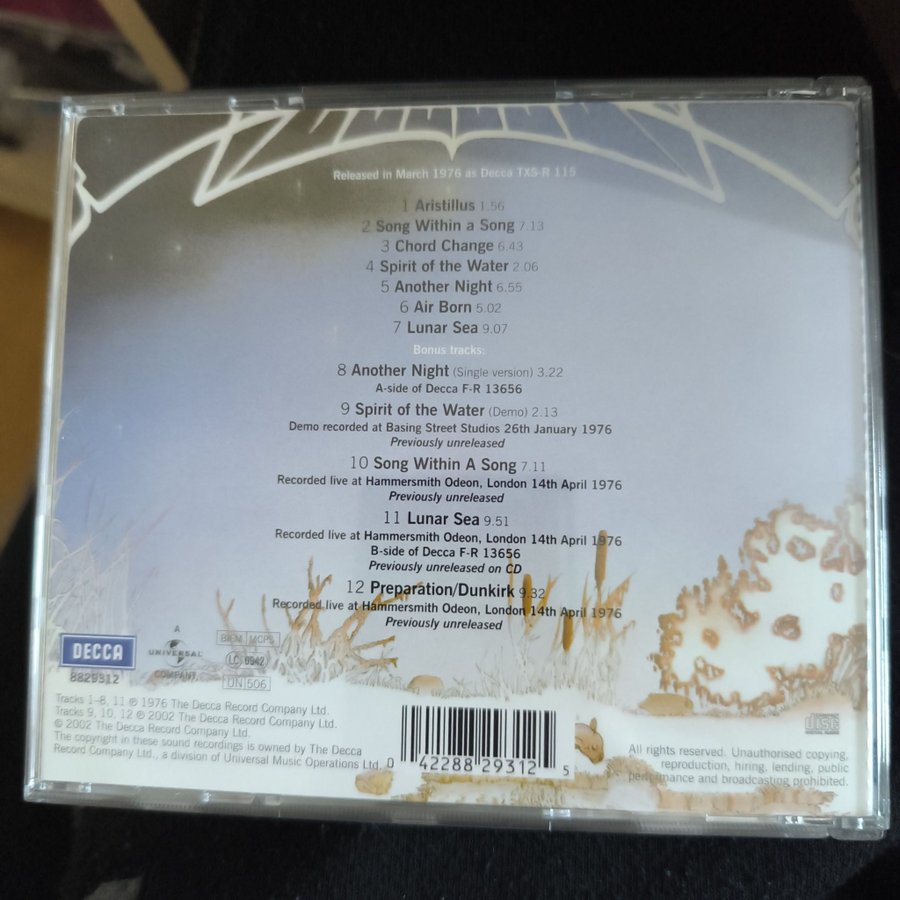 Released in March 1976 as Decca TXS-R 115
1 Aristillus 1.56
2 Song Within a Song 7.13
3 Chord Change 6.43
4 Spirit of the Water 2.06
5 Another Night 6.55
6 Air Born 5.02
7 Lunar Sea 9.07
Bonus tracks:
8 Another Night (Single version) 3.22
A-side of Decca F-R 13656
9 Spirit of the Water (Demo) 2.13
Demo recorded at Basing Street Studios 26th January 1976
Previously unreleased
10 Song Within A Song 7.11
Recorded live at Hammersmith Odeon, London 14th April 1976
Previously unreleased
11 Lunar Sea 9.51
Recorded live at Hammersmith Odeon, London 14th April 1976
B-side of Decca F-R 13656
Previously unreleased on CD
12 Preparation/Dunkirk 9.32
Recorded live at Hammersmith Odeon, London 14th April 1976
Previously unreleased
DECCA
8829312
A
UNIVERSAL
COMPANY
BIEM MCPS
LC 0942
UN 506
Tracks 1–8, 11 ℗ 1976 The Decca Record Company Ltd.
Tracks 9, 10, 12 ℗ 2002 The Decca Record Company Ltd.
© 2002 The Decca Record Company Ltd.
The copyright in these sound recordings is owned by The Decca
Record Company Ltd., a division of Universal Music Operations Ltd.
0 42288 29312 5
disc
DIGITAL AUDIO
All rights reserved. Unauthorised copying,
reproduction, hiring, lending, public
performance and broadcasting prohibited.